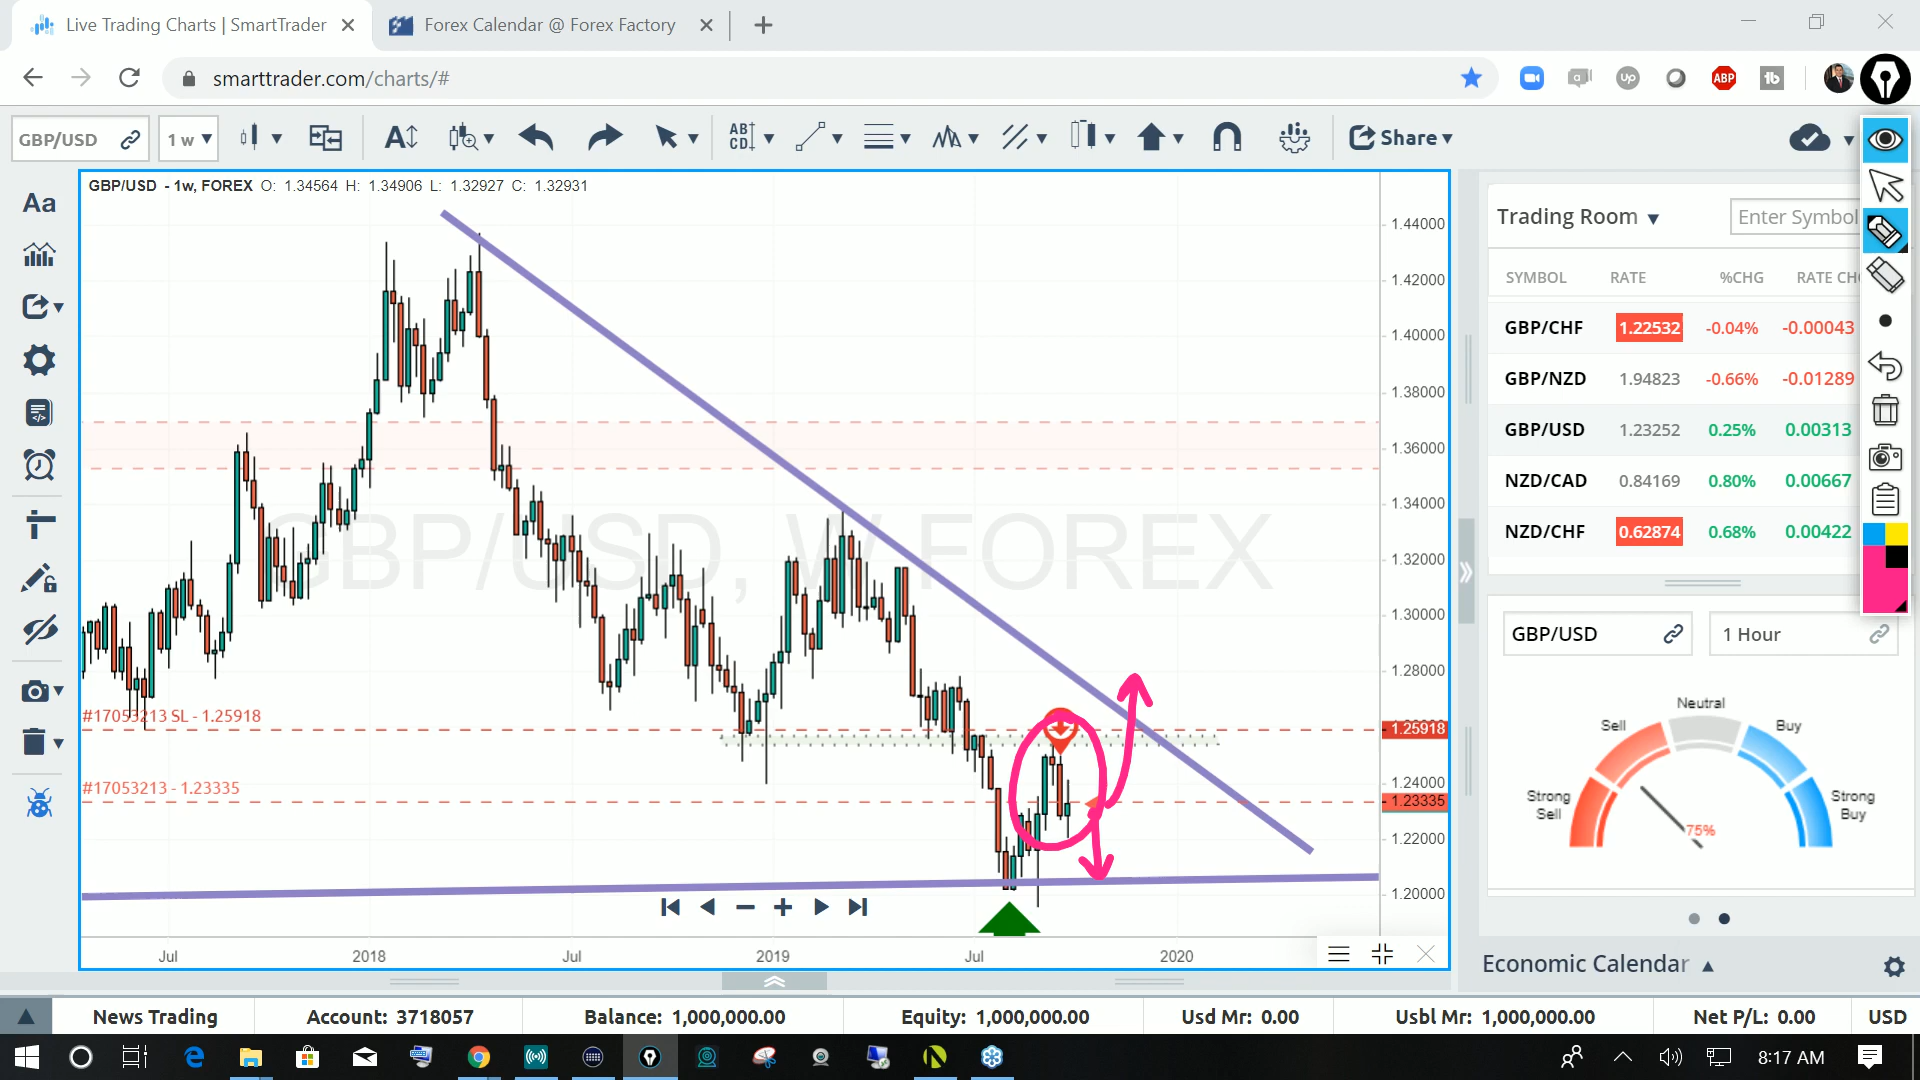 Live Trading Charts | SmartTrader
Forex Calendar @ Forex Factory
smarttrader.com/charts/#
Up
ABP
tb
GBP/USD
1 w
A
AB
CD
Share
Aa
GBP/USD - 1w, FOREX O: 1.34564 H: 1.34906 L: 1.32927 C: 1.32931
GBP/USD, W FOREX
1.44000
1.42000
1.40000
1.38000
1.36000
1.34000
1.32000
1.30000
1.28000
1.25918
1.24000
1.23335
1.22000
1.20000
#17053213 SL - 1.25918
#17053213 - 1.23335
Jul
2018
Jul
2019
Jul
2020
Trading Room
Enter Symbol
SYMBOL RATE %CHG RATE CH
GBP/CHF 1.22532 -0.04% -0.00043
GBP/NZD 1.94823 -0.66% -0.01289
GBP/USD 1.23252 0.25% 0.00313
NZD/CAD 0.84169 0.80% 0.00667
NZD/CHF 0.62874 0.68% 0.00422
GBP/USD
1 Hour
Neutral
Sell
Buy
Strong
Sell
Strong
Buy
75%
Economic Calendar
News Trading
Account: 3718057
Balance: 1,000,000.00
Equity: 1,000,000.00
Usd Mr: 0.00
Usbl Mr: 1,000,000.00
Net P/L: 0.00
USD
8:17 AM